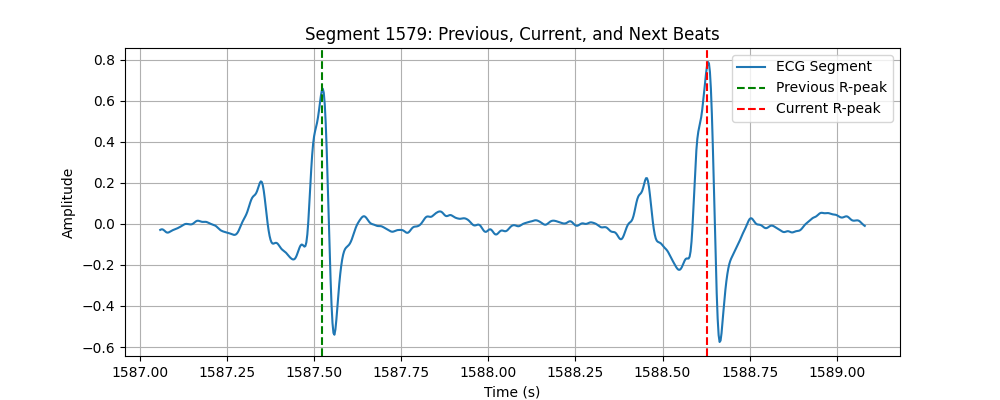 Segment 1579: Previous, Current, and Next Beats
ECG Segment
Previous R-peak
Current R-peak
Amplitude
0.8
0.6
0.4
0.2
0.0
−0.2
−0.4
−0.6
1587.00 1587.25 1587.50 1587.75 1588.00 1588.25 1588.50 1588.75 1589.00
Time (s)